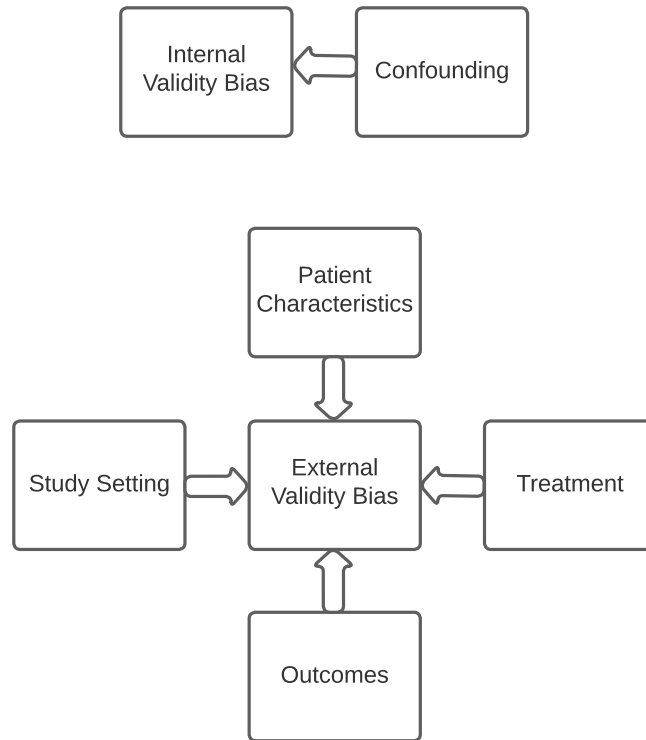 Internal
Validity Bias
Confounding
Patient
Characteristics
Study Setting
External
Validity Bias
Treatment
Outcomes